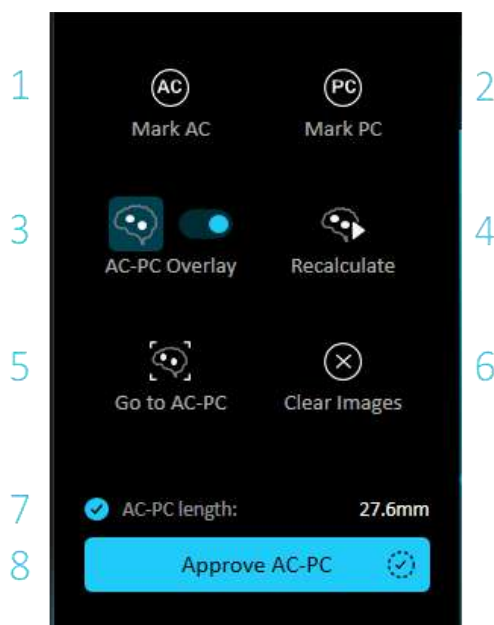 1 AC PC 2
Mark AC Mark PC
3 4
AC-PC Overlay Recalculate
5 6
Go to AC-PC Clear Images
7 AC-PC length: 27.6mm
8 Approve AC-PC